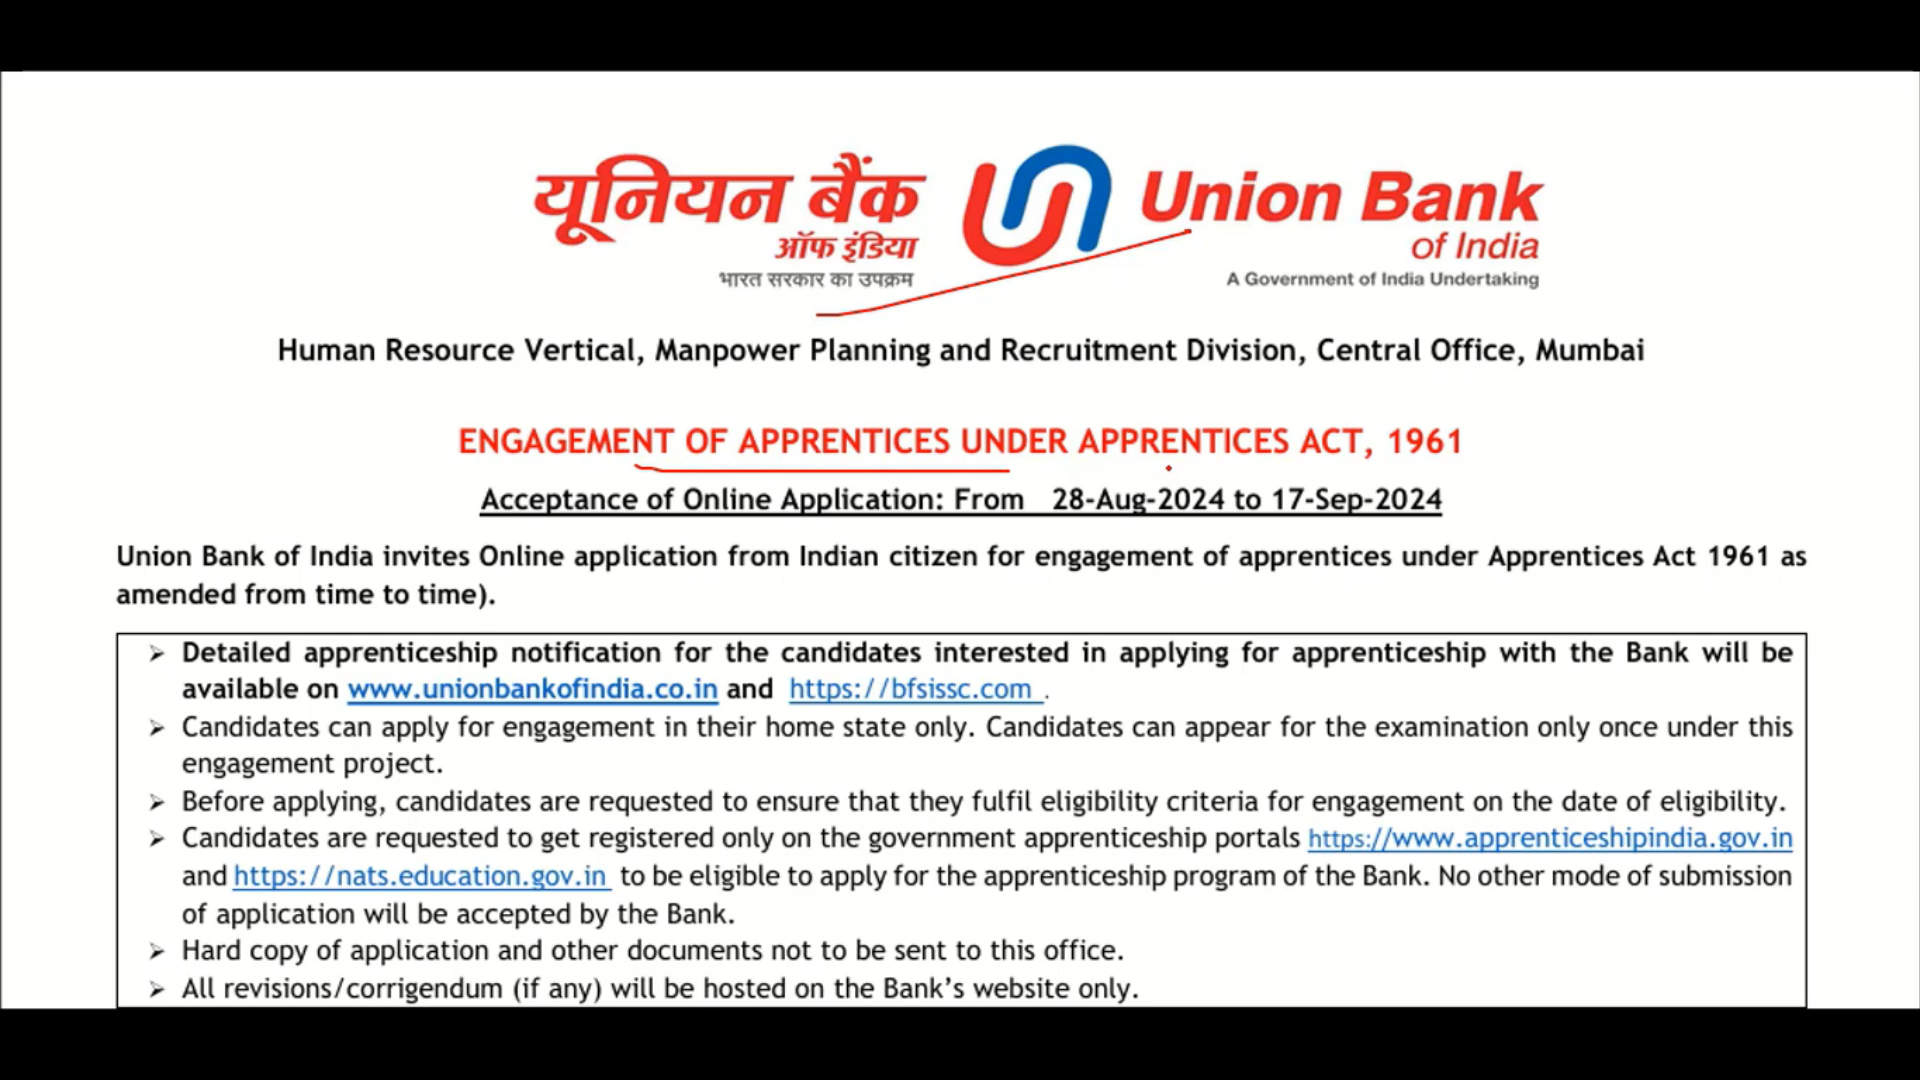 यूनियन बैंक
ऑफ इंडिया
भारत सरकार का उपक्रम
Union Bank
of India
A Government of India Undertaking
Human Resource Vertical, Manpower Planning and Recruitment Division, Central Office, Mumbai
ENGAGEMENT OF APPRENTICES UNDER APPRENTICES ACT, 1961
Acceptance of Online Application: From 28-Aug-2024 to 17-Sep-2024
Union Bank of India invites Online application from Indian citizen for engagement of apprentices under Apprentices Act 1961 as
amended from time to time).
➢ Detailed apprenticeship notification for the candidates interested in applying for apprenticeship with the Bank will be
available on www.unionbankofindia.co.in and https://bfsissc.com .
➢ Candidates can apply for engagement in their home state only. Candidates can appear for the examination only once under this
engagement project.
➢ Before applying, candidates are requested to ensure that they fulfil eligibility criteria for engagement on the date of eligibility.
➢ Candidates are requested to get registered only on the government apprenticeship portals https://www.apprenticeshipindia.gov.in
and https://nats.education.gov.in to be eligible to apply for the apprenticeship program of the Bank. No other mode of submission
of application will be accepted by the Bank.
➢ Hard copy of application and other documents not to be sent to this office.
➢ All revisions/corrigendum (if any) will be hosted on the Bank’s website only.